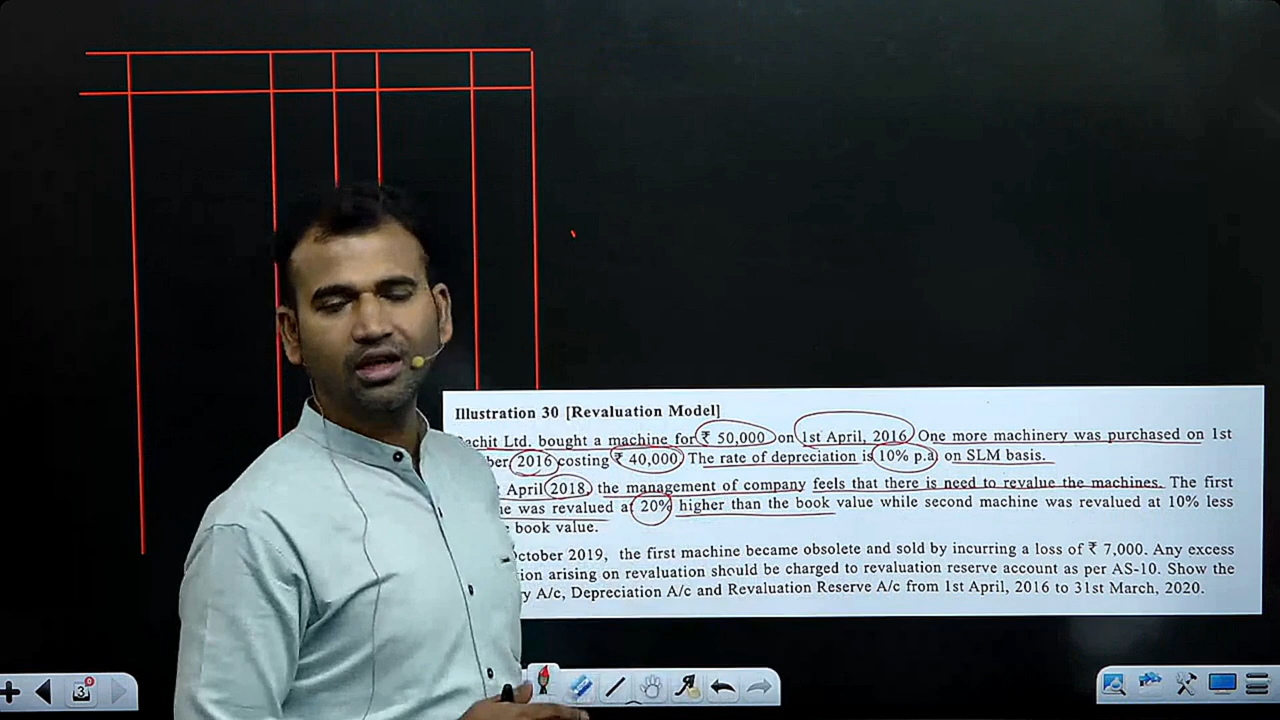 Illustration 30 [Revaluation Model]
Ltd. bought a machine for ₹ 50,000 on 1st April, 2016 One more machinery was purchased on 1st
2016 costing ₹ 40,000 The rate of depreciation is 10% p.a on SLM basis.
April 2018, the management of company feels that there is need to revalue the machines. The first
was revalued at 20% higher than the book value while second machine was revalued at 10% less
book value.
2019, the first machine became obsolete and sold by incurring a loss of ₹ 7,000. Any excess
arising on revaluation should be charged to revaluation reserve account as per AS-10. Show the
A/c, Depreciation A/c and Revaluation Reserve A/c from 1st April, 2016 to 31st March, 2020.
3
0